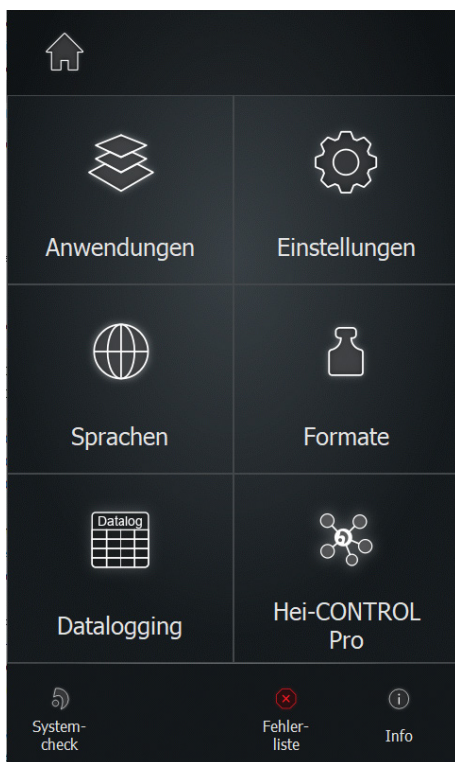 Anwendungen
Einstellungen
Sprachen
Formate
Datalog
Datalogging
Hei-CONTROL
Pro
System-
check
Fehler-
liste
Info